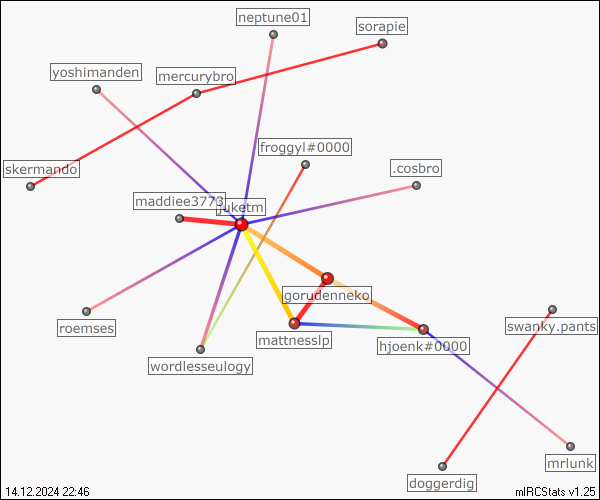 neptune01
sorapie
yoshimanden
mercurybro
froggyl#0000
skermando
.cosbro
maddiee3773
juketm
gorudenneko
roemses
swanky.pants
mattnesslp
hjoenk#0000
wordlesseulogy
mrlunk
doggerdig
14.12.2024 22:46
mIRCStats v1.25